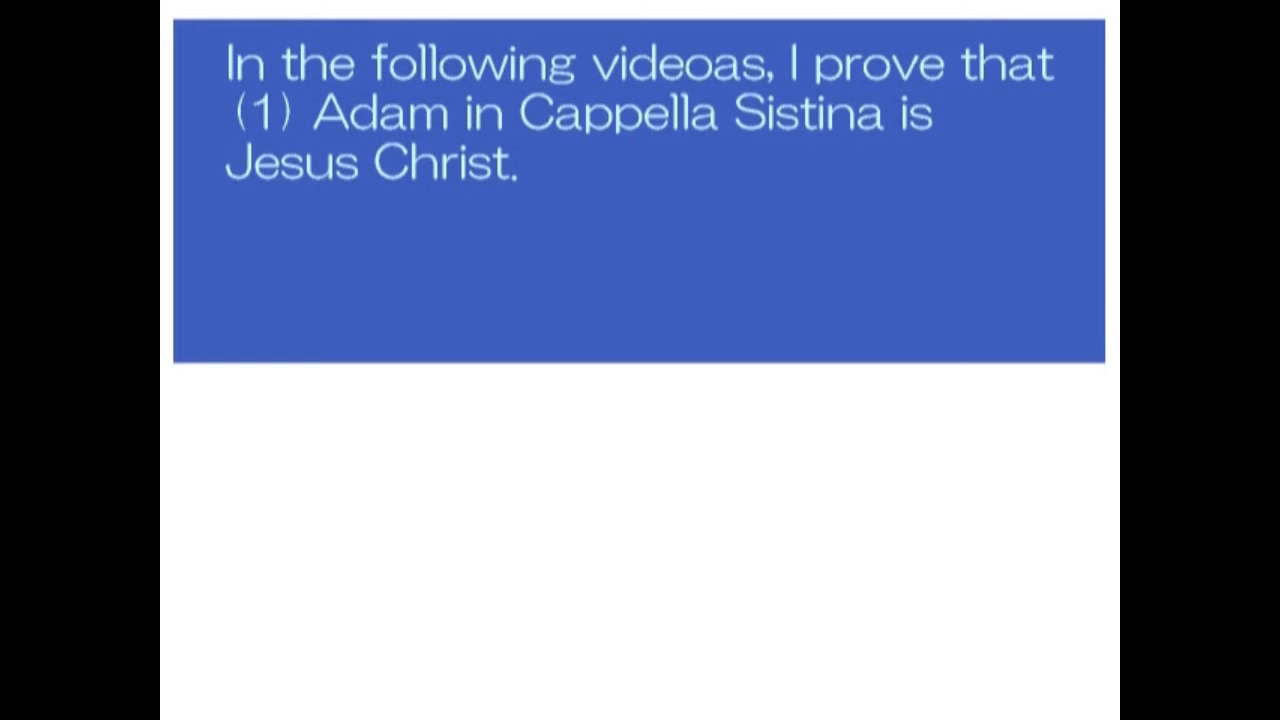 In the following videoas, I prove that
(1) Adam in Cappella Sistina is
Jesus Christ.